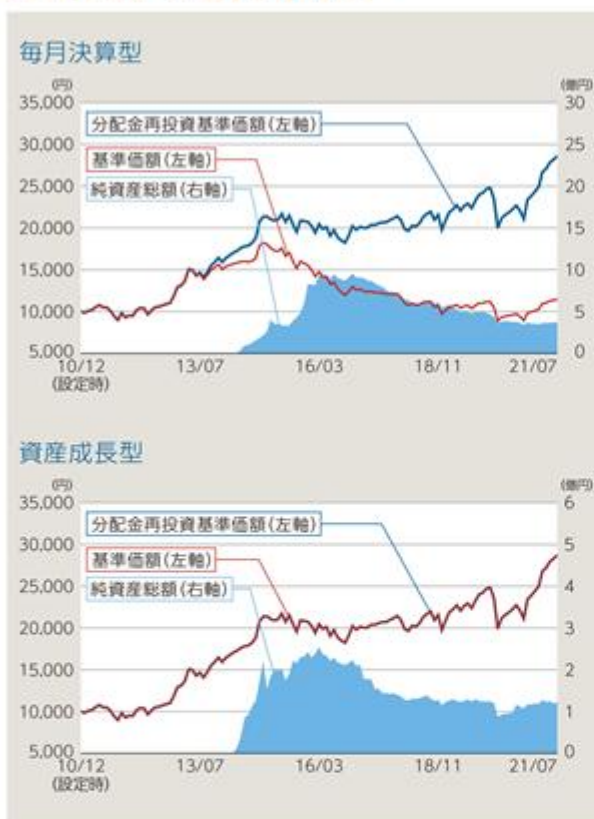 毎月決算型
(円)
(億円)
35,000
30
30,000
25
25,000
20
20,000
15
15,000
10
10,000
5
5,000
0
分配金再投資基準価額(左軸)
基準価額(左軸)
純資産総額(右軸)
10/12
13/07
16/03
18/11
21/07
(設定時)
資産成長型
(円)
(億円)
35,000
6
30,000
5
25,000
4
20,000
3
15,000
2
10,000
1
5,000
0
分配金再投資基準価額(左軸)
基準価額(左軸)
純資産総額(右軸)
10/12
13/07
16/03
18/11
21/07
(設定時)